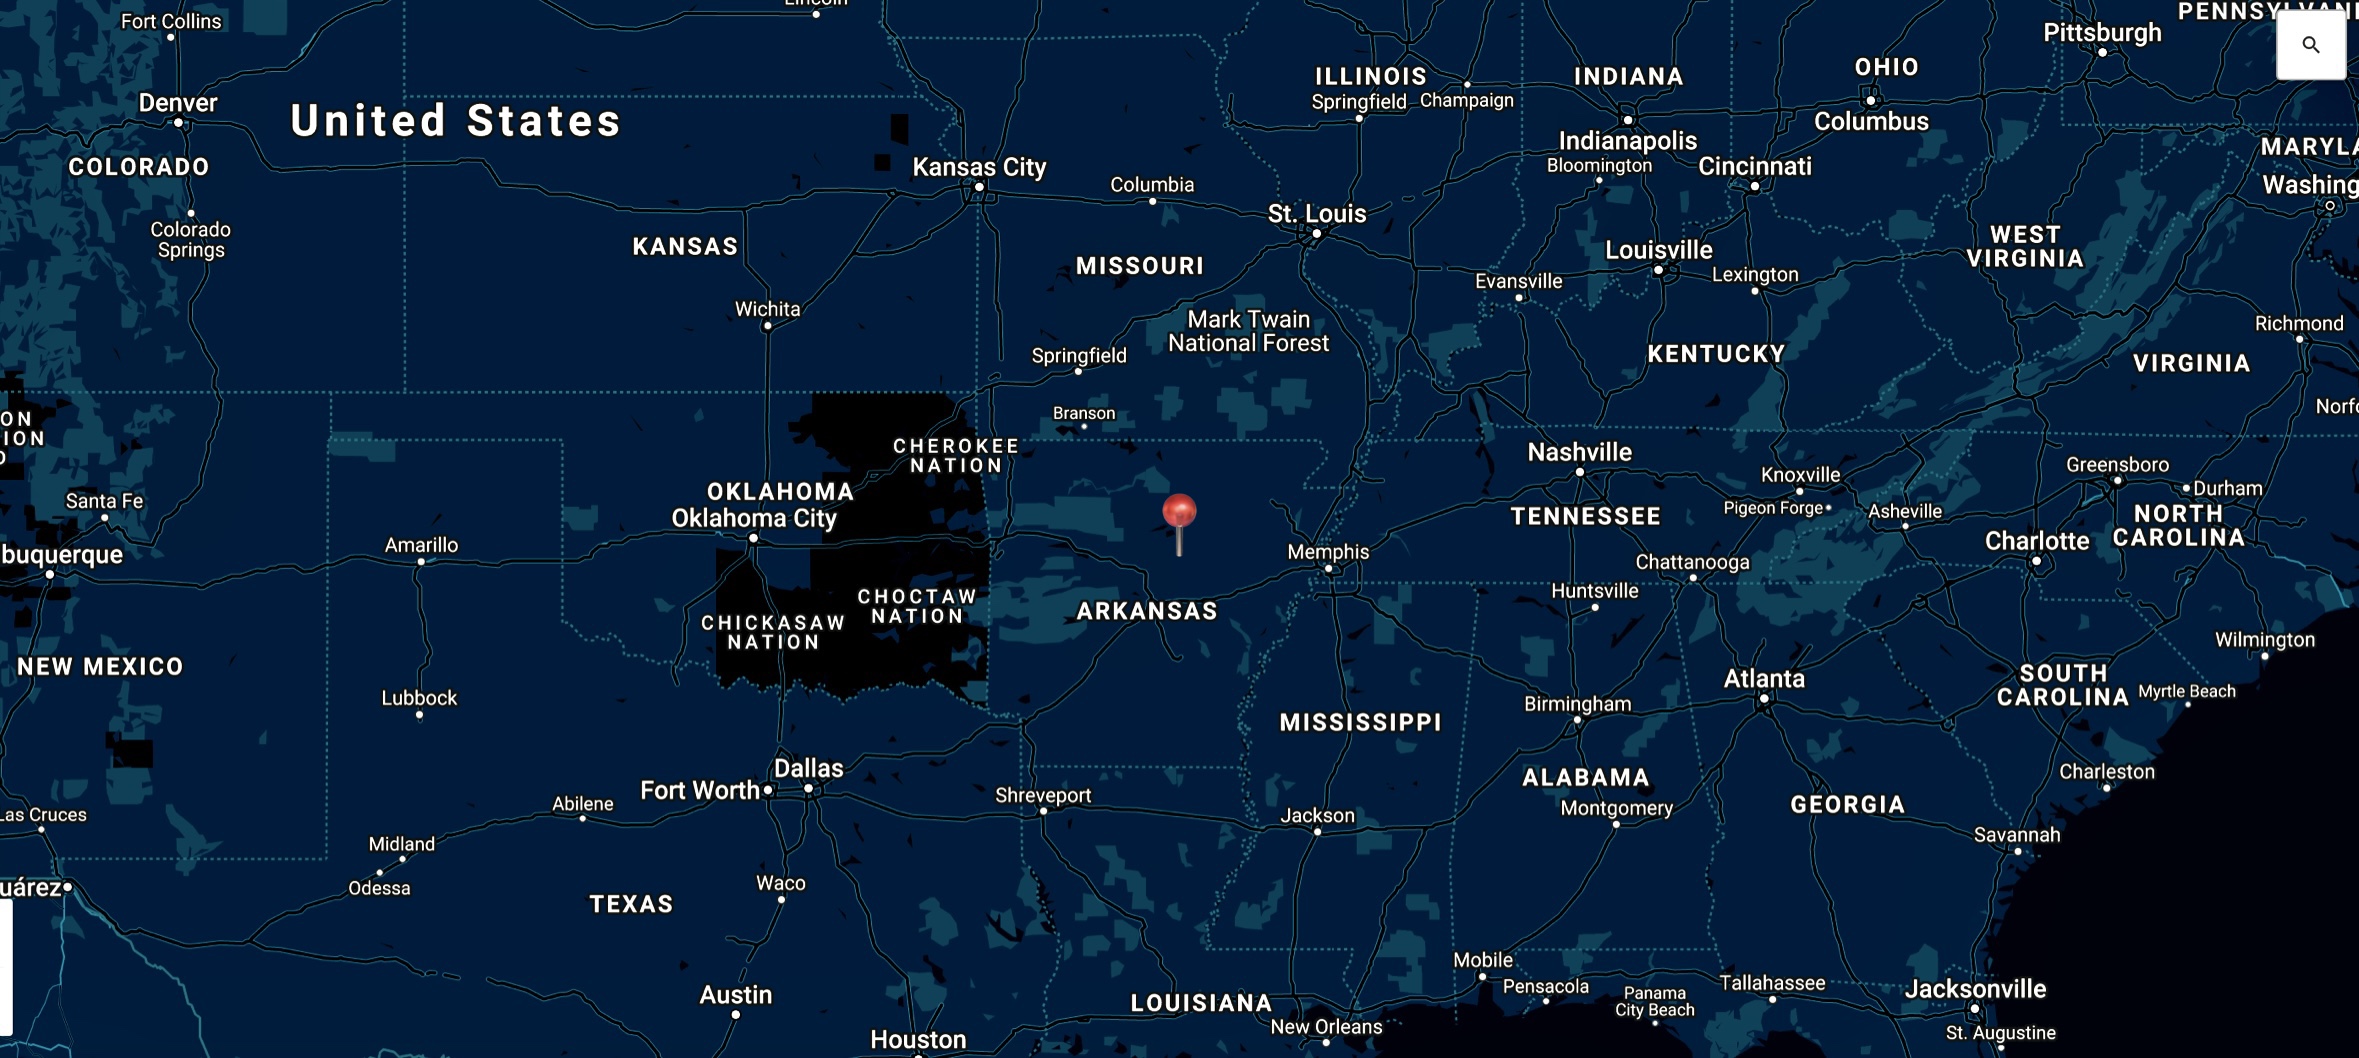 Lincoln
PENNSYLVANI
Fort Collins
Pittsburgh
ILLINOIS
INDIANA
OHIO
Denver
United States
Springfield
Champaign
Columbus
Indianapolis
MARYLA
COLORADO
Kansas City
Bloomington
Cincinnati
Columbia
Washing
St. Louis
Colorado
Springs
KANSAS
WEST
VIRGINIA
Louisville
MISSOURI
Lexington
Evansville
Wichita
Mark Twain
National Forest
Richmond
Springfield
KENTUCKY
VIRGINIA
Branson
Norfo
ON
ION
O
CHEROKEE
NATION
Nashville
Greensboro
Knoxville
Durham
OKLAHOMA
Oklahoma City
Santa Fe
Pigeon Forge
Asheville
TENNESSEE
NORTH
CAROLINA
Amarillo
buquerque
Memphis
Charlotte
Chattanooga
Huntsville
CHOCTAW
NATION
ARKANSAS
CHICKASAW
NATION
Wilmington
NEW MEXICO
Atlanta
SOUTH
CAROLINA
Myrtle Beach
Lubbock
Birmingham
MISSISSIPPI
Dallas
Fort Worth
Charleston
ALABAMA
Shreveport
Abilene
Montgomery
GEORGIA
Las Cruces
Jackson
Savannah
Midland
Odessa
uárez
Waco
TEXAS
Mobile
Pensacola
Tallahassee
Jacksonville
Panama
City Beach
Austin
LOUISIANA
New Orleans
St. Augustine
Houston